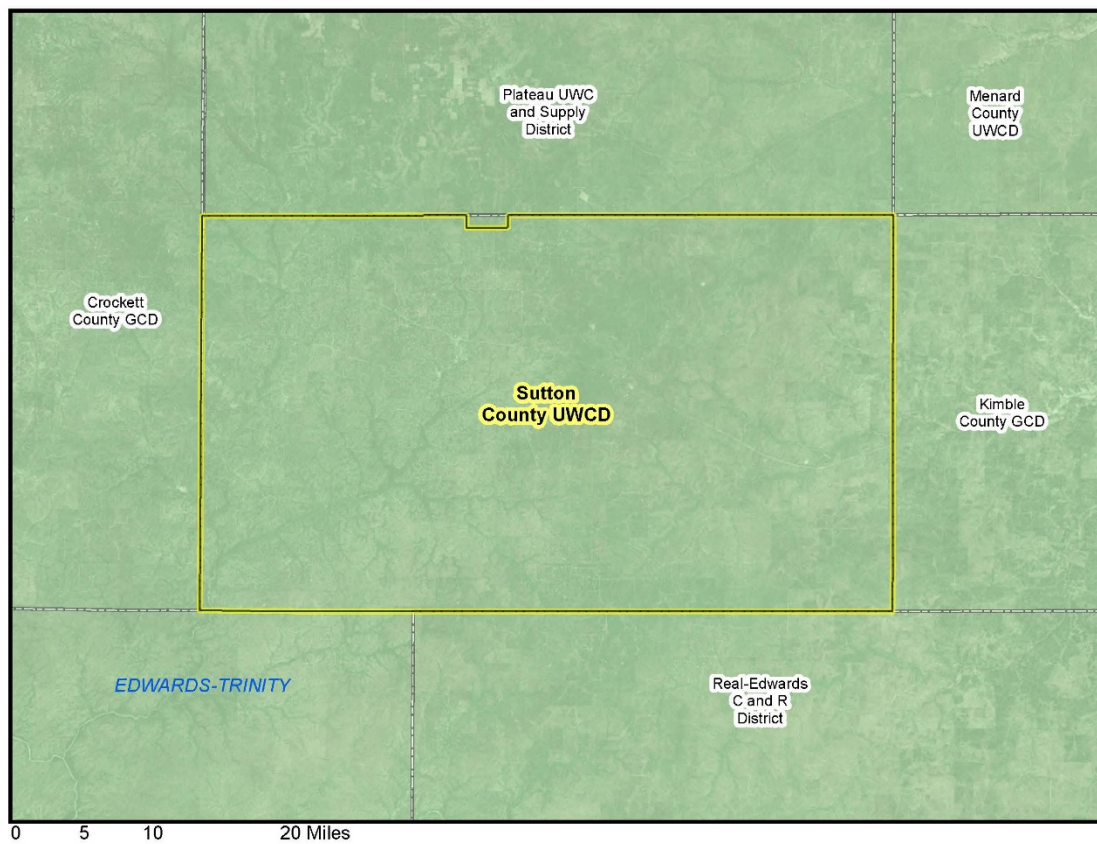 Plateau UWC
and Supply
District
Menard
County
UWCD
Crockett
County GCD
Sutton
County UWCD
Kimble
County GCD
EDWARDS-TRINITY
Real-Edwards
C and R
District
0 5 10 20 Miles